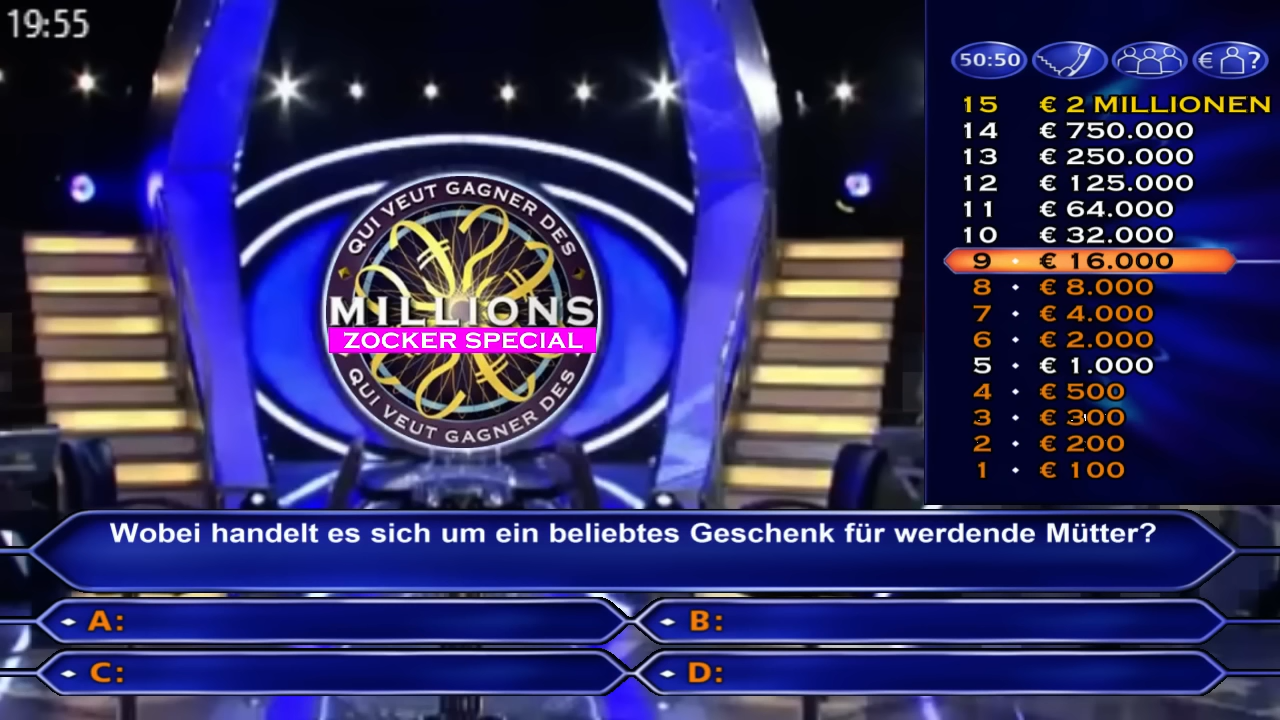 19:55
QUI VEUT GAGNER DES
MILLIONS
ZOCKER SPECIAL
QUI VEUT GAGNER DES
50:50
€ ?
15 € 2 MILLIONEN
14 € 750.000
13 € 250.000
12 € 125.000
11 € 64.000
10 € 32.000
9 € 16.000
8 € 8.000
7 € 4.000
6 € 2.000
5 € 1.000
4 € 500
3 € 300
2 € 200
1 € 100
Wobei handelt es sich um ein beliebtes Geschenk für werdende Mütter?
A:
B:
C:
D: